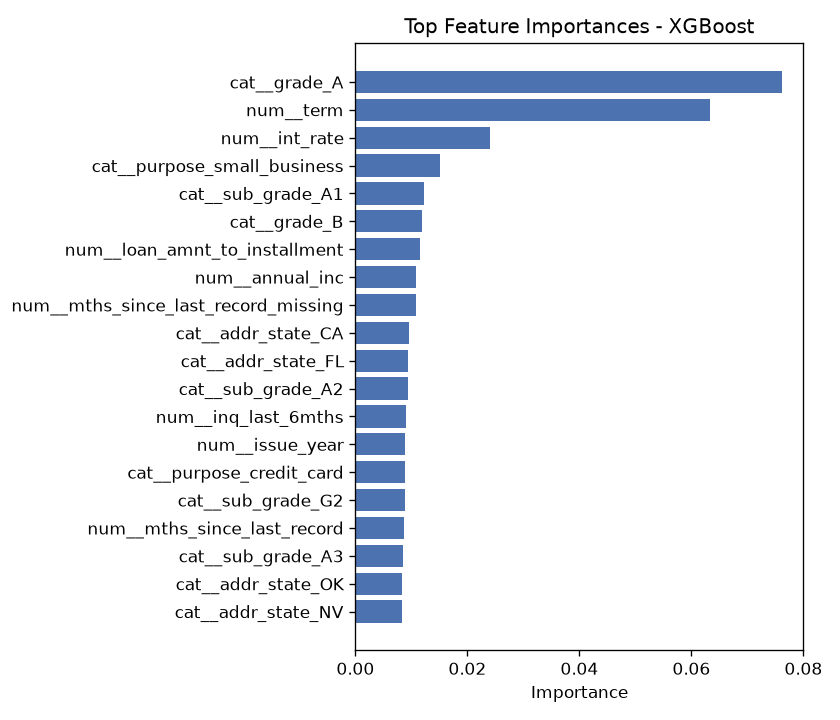 Top Feature Importances - XGBoost
cat__grade_A
num__term
num__int_rate
cat__purpose_small_business
cat__sub_grade_A1
cat__grade_B
num__loan_amnt_to_installment
num__annual_inc
num__mths_since_last_record_missing
cat__addr_state_CA
cat__addr_state_FL
cat__sub_grade_A2
num__inq_last_6mths
num__issue_year
cat__purpose_credit_card
cat__sub_grade_G2
num__mths_since_last_record
cat__sub_grade_A3
cat__addr_state_OK
cat__addr_state_NV
0.00 0.02 0.04 0.06 0.08
Importance